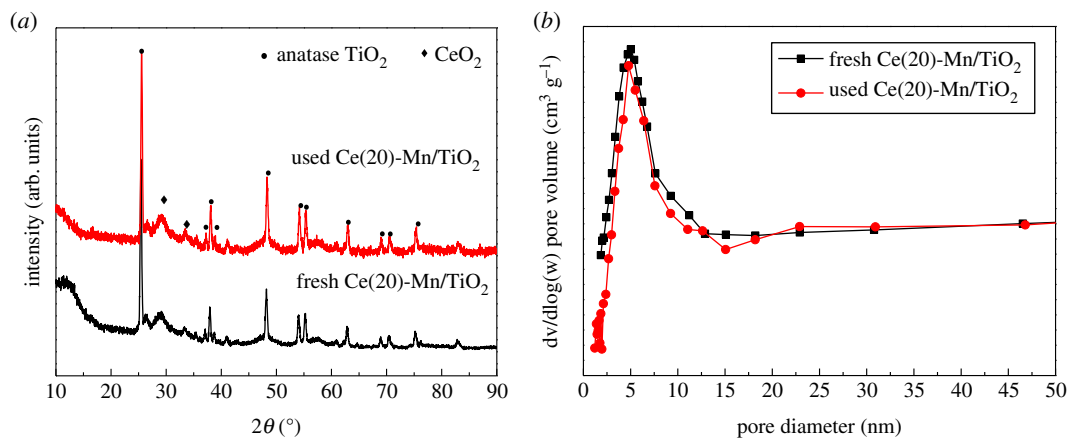 (a)
• anatase TiO2 ♦ CeO2
used Ce(20)-Mn/TiO2
fresh Ce(20)-Mn/TiO2
intensity (arb. units)
10 20 30 40 50 60 70 80 90
2θ (°)
(b)
fresh Ce(20)-Mn/TiO2
used Ce(20)-Mn/TiO2
dv/dlog(w) pore volume (cm³ g⁻¹)
0 5 10 15 20 25 30 35 40 45 50
pore diameter (nm)